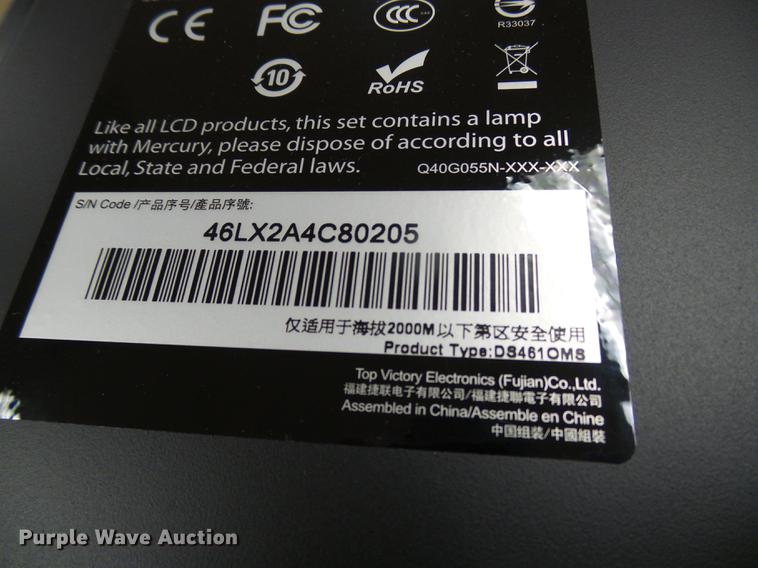 CE FC CCC S&E R33037
10 RoHS
Like all LCD products, this set contains a lamp
with Mercury, please dispose of according to all
Local, State and Federal laws. Q40G055N-XXX-XXX
S/N Code /产品序号/產品序號:
46LX2A4C80205
仅适用于海拔2000M以下第区安全使用
Product Type:DS461OMS
Top Victory Electronics (Fujian)Co.,Ltd.
福建捷联电子有限公司/福建捷聯電子有限公司
Assembled in China/Assemble en Chine
中国组装/中國組裝
Purple Wave Auction